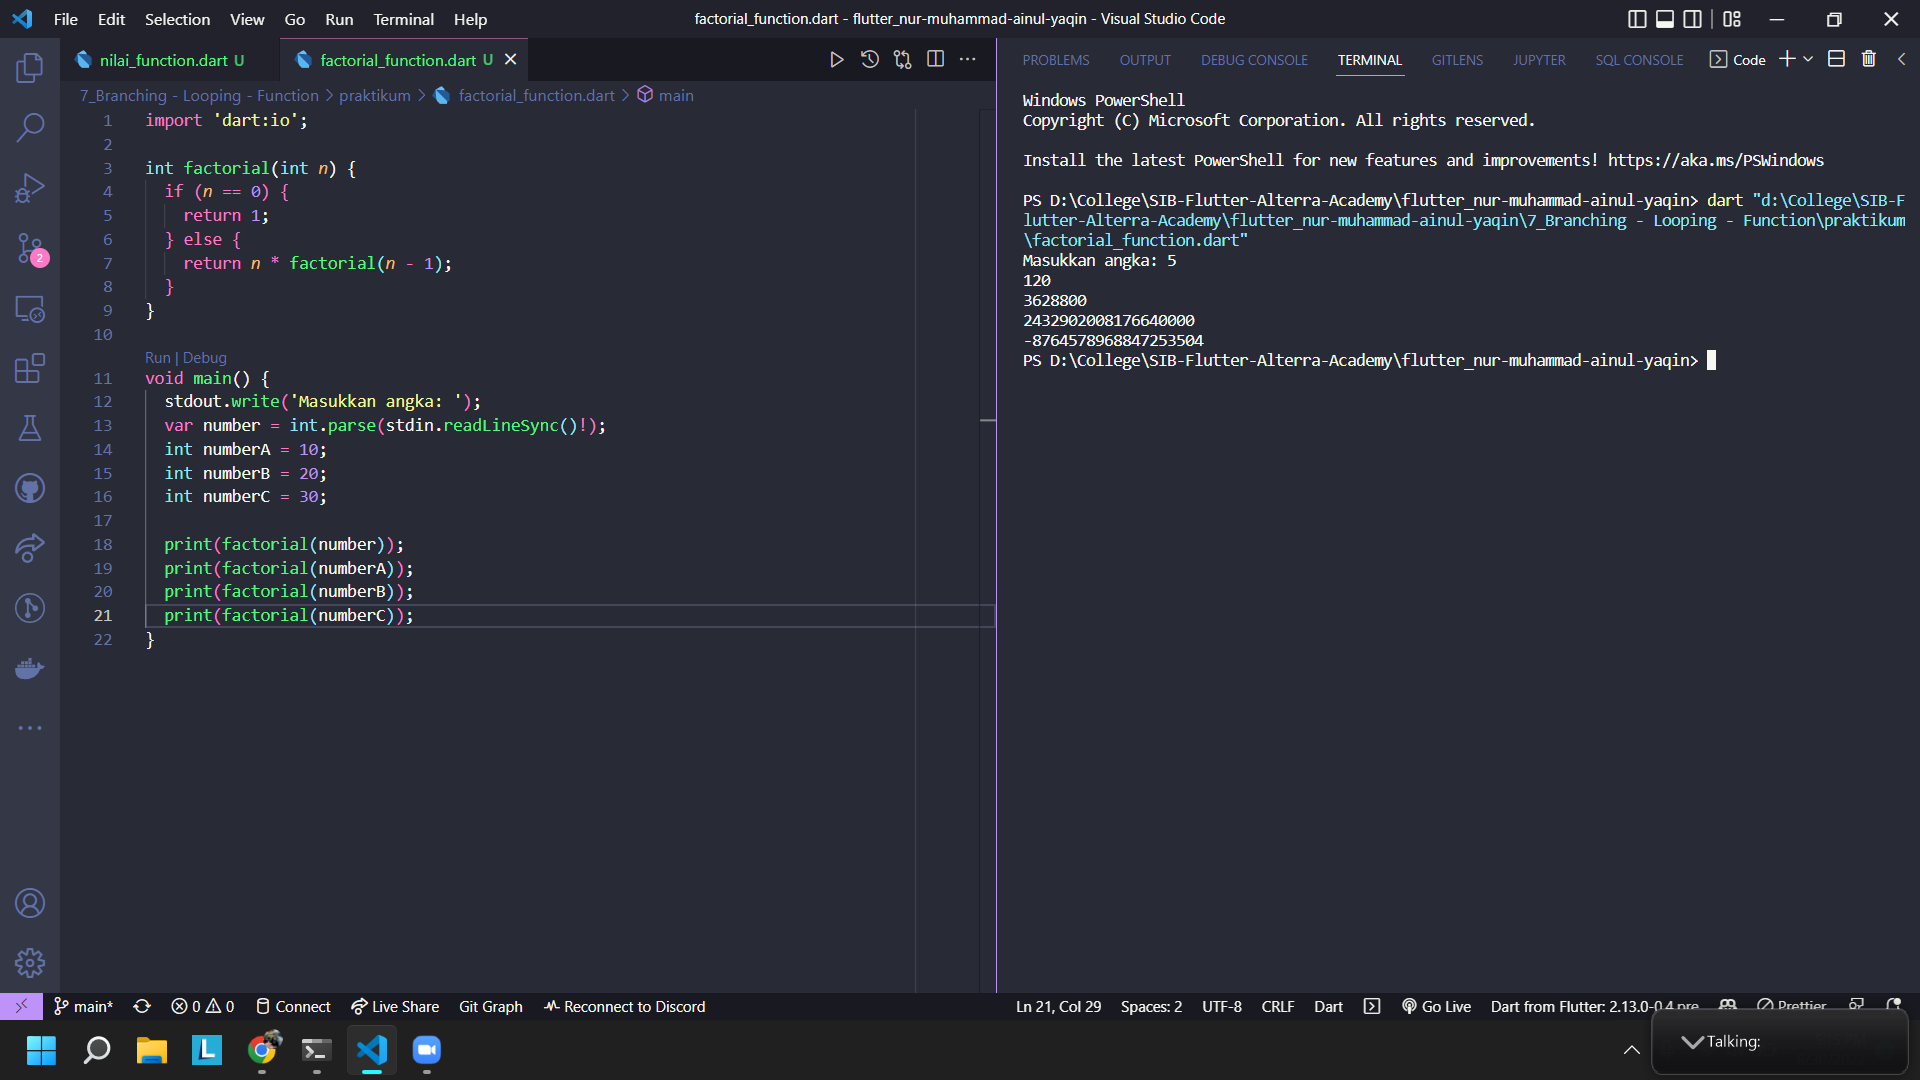 File Edit Selection View Go Run Terminal Help
factorial_function.dart - flutter_nur-muhammad-ainul-yaqin - Visual Studio Code
nilai_function.dart U
factorial_function.dart U
7_Branching - Looping - Function > praktikum > factorial_function.dart > main
1 import 'dart:io';
2
3 int factorial(int n) {
4 if (n == 0) {
5 return 1;
6 } else {
7 return n * factorial(n - 1);
8 }
9 }
10
Run | Debug
11 void main() {
12 stdout.write('Masukkan angka: ');
13 var number = int.parse(stdin.readLineSync()!);
14 int numberA = 10;
15 int numberB = 20;
16 int numberC = 30;
17
18 print(factorial(number));
19 print(factorial(numberA));
20 print(factorial(numberB));
21 print(factorial(numberC));
22 }
2
PROBLEMS OUTPUT DEBUG CONSOLE TERMINAL GITLENS JUPYTER SQL CONSOLE Code
Windows PowerShell
Copyright (C) Microsoft Corporation. All rights reserved.
Install the latest PowerShell for new features and improvements! https://aka.ms/PSWindows
PS D:\College\SIB-Flutter-Alterra-Academy\flutter_nur-muhammad-ainul-yaqin> dart "d:\College\SIB-F
lutter-Alterra-Academy\flutter_nur-muhammad-ainul-yaqin\7_Branching - Looping - Function\praktikum
\factorial_function.dart"
Masukkan angka: 5
120
3628800
2432902008176640000
-8764578968847253504
PS D:\College\SIB-Flutter-Alterra-Academy\flutter_nur-muhammad-ainul-yaqin>
main* 0 0 Connect Live Share Git Graph Reconnect to Discord
Ln 21, Col 29 Spaces: 2 UTF-8 CRLF Dart Go Live Dart from Flutter: 2.13.0-0.4.pre Prettier
L
Talking: